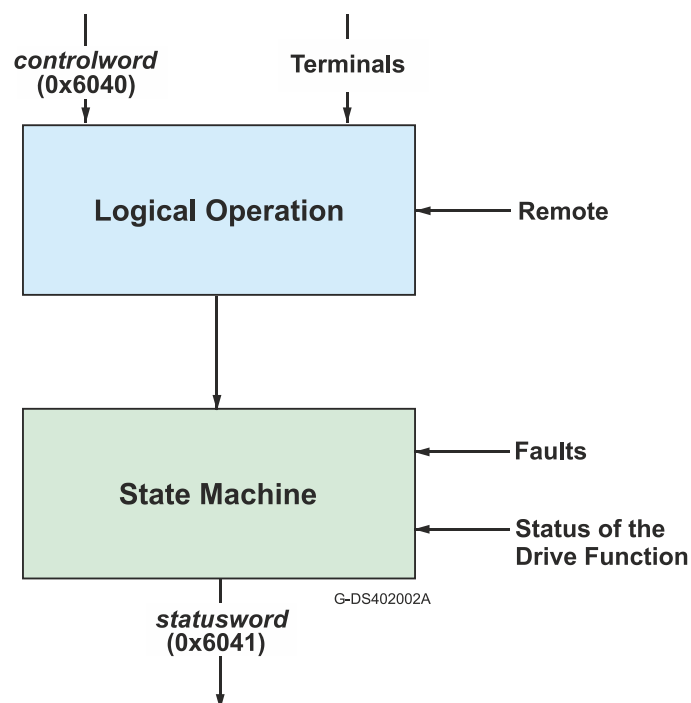 controlword
(0x6040)
Terminals
Logical Operation
Remote
State Machine
Faults
Status of the
Drive Function
G-DS402002A
statusword
(0x6041)